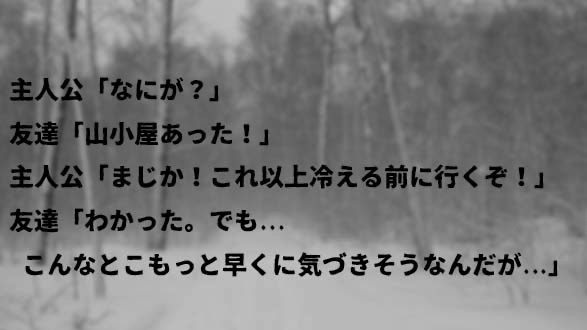 主人公「なにが？」
友達「山小屋あった！」
主人公「まじか！これ以上冷える前に行くぞ！」
友達「わかった。でも…
こんなとこもっと早くに気づきそうなんだが…」